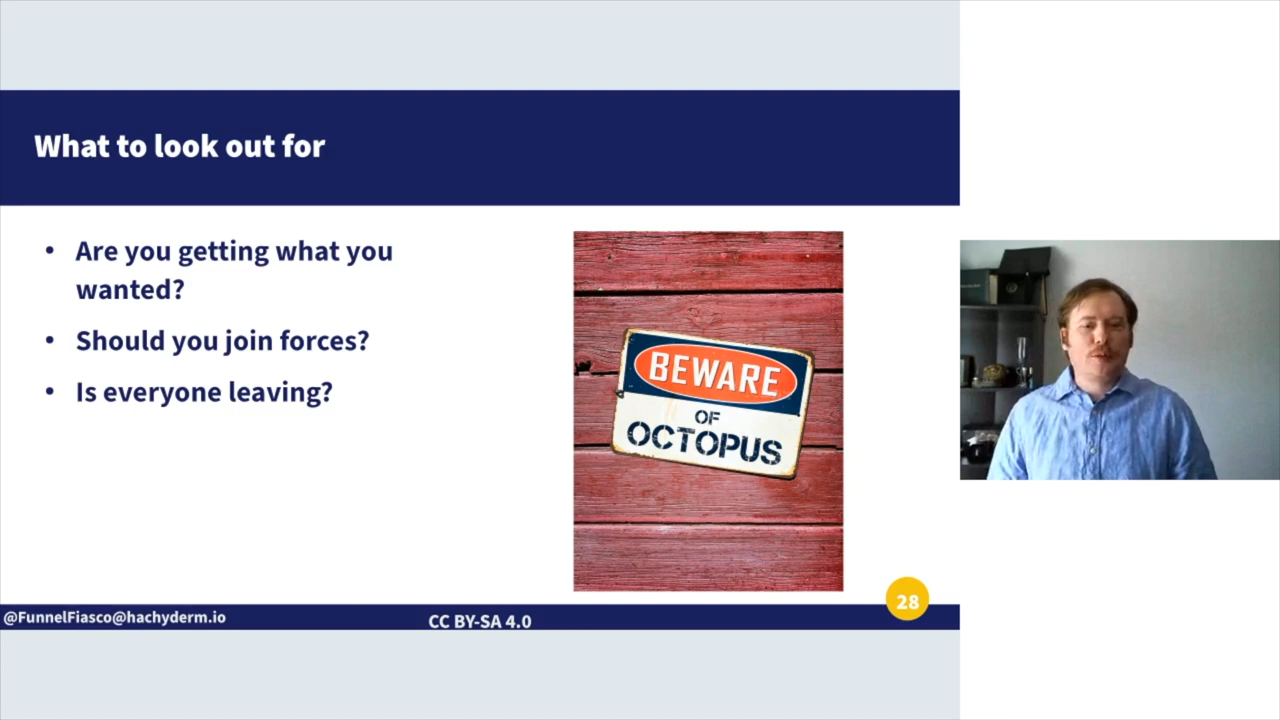 What to look out for
• Are you getting what you
wanted?
• Should you join forces?
• Is everyone leaving?
BEWARE
OF
OCTOPUS
28
@FunnelFiasco@hachyderm.io
CC BY-SA 4.0